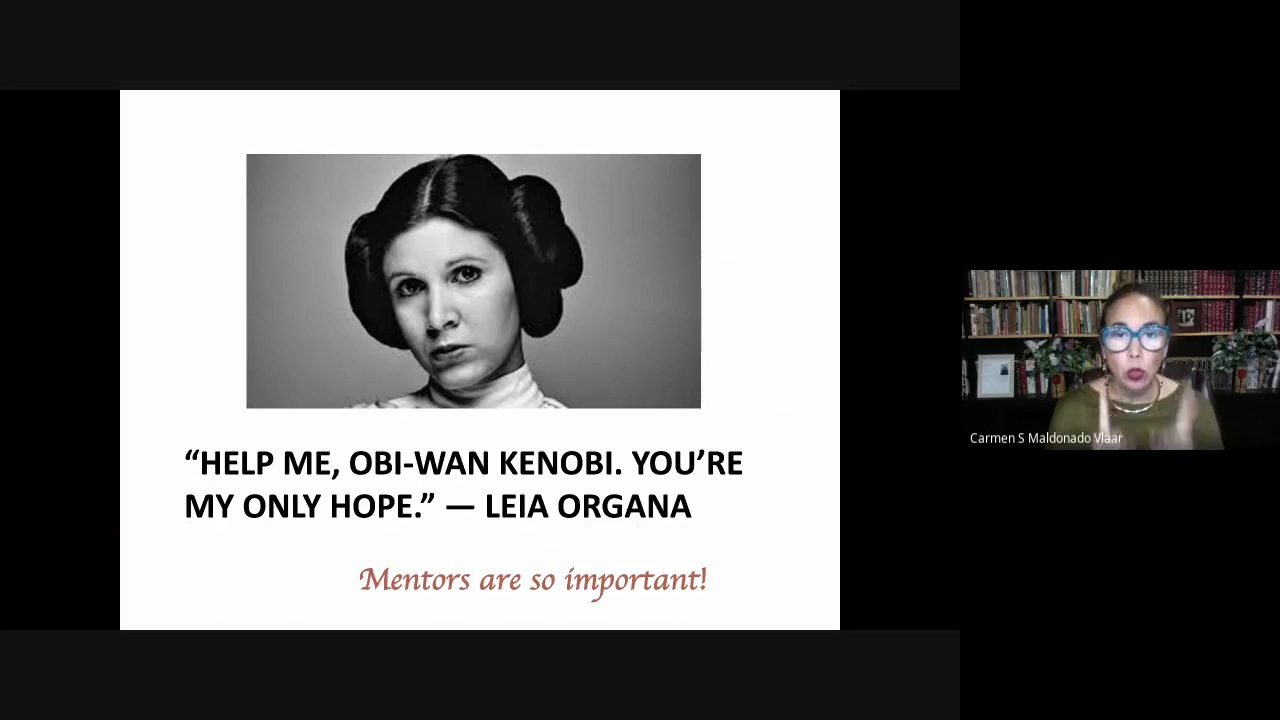 “HELP ME, OBI-WAN KENOBI. YOU’RE
MY ONLY HOPE.” — LEIA ORGANA
Mentors are so important!
Carmen S Maldonado Vlaar